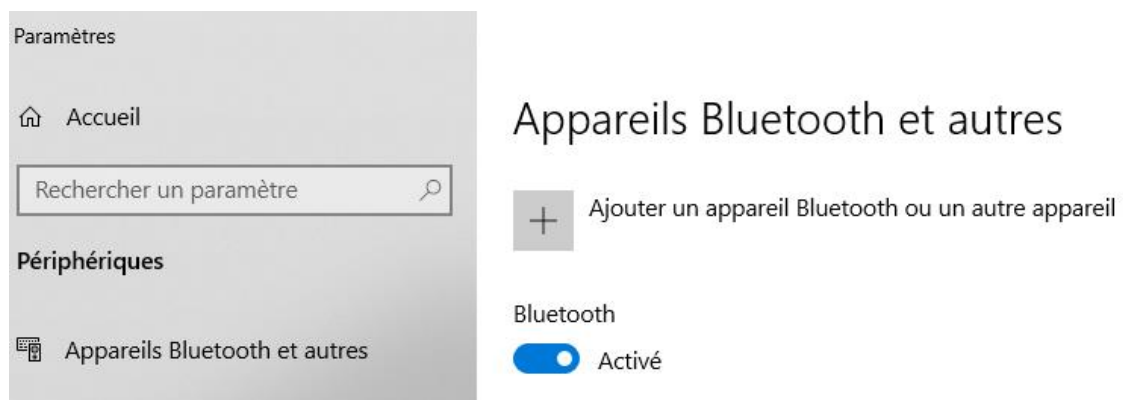 Paramètres
Accueil
Rechercher un paramètre
Périphériques
Appareils Bluetooth et autres
Appareils Bluetooth et autres
Ajouter un appareil Bluetooth ou un autre appareil
Bluetooth
Activé